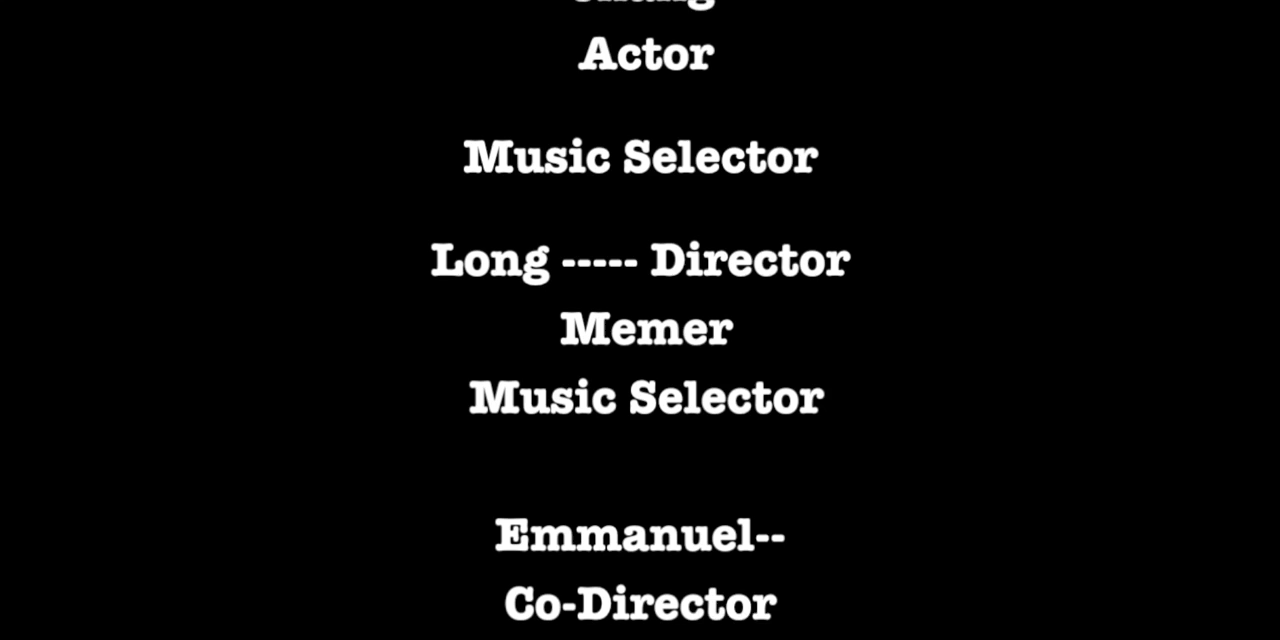 Actor
Music Selector
Long ----- Director
Memer
Music Selector
Emmanuel--
Co-Director